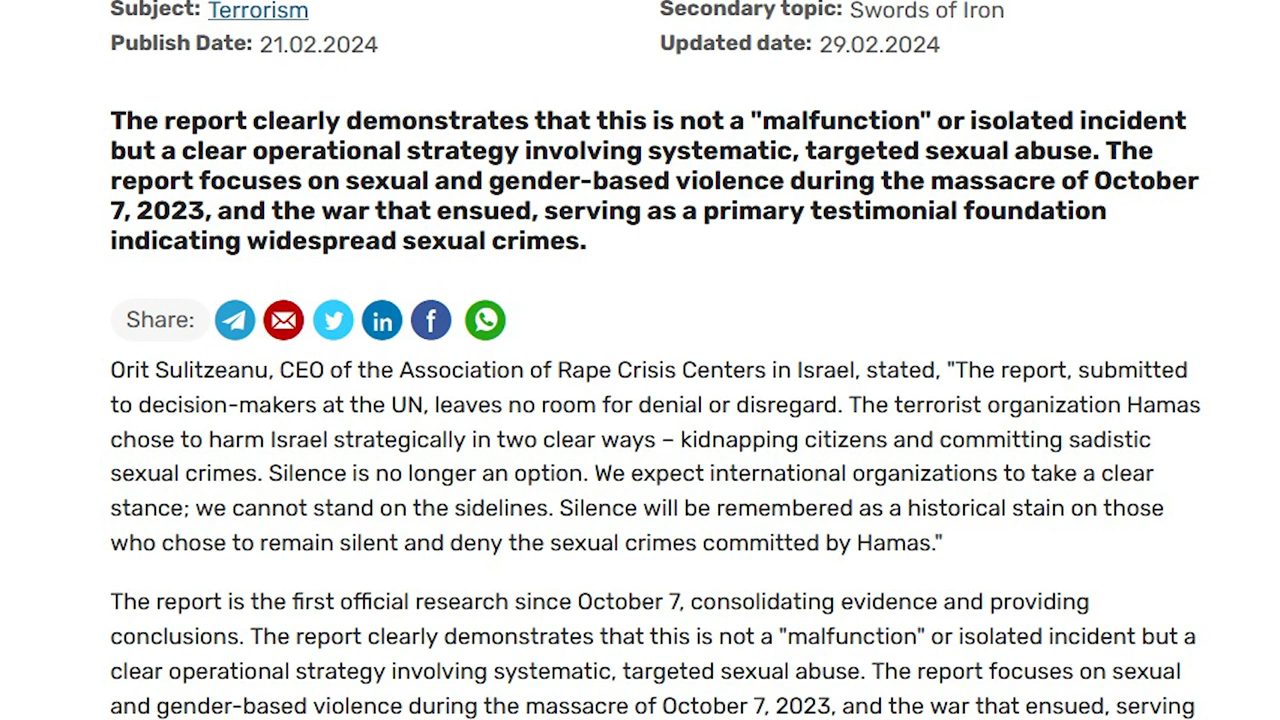 Subject: Terrorism
Secondary topic: Swords of Iron
Publish Date: 21.02.2024
Updated date: 29.02.2024
The report clearly demonstrates that this is not a "malfunction" or isolated incident
but a clear operational strategy involving systematic, targeted sexual abuse. The
report focuses on sexual and gender-based violence during the massacre of October
7, 2023, and the war that ensued, serving as a primary testimonial foundation
indicating widespread sexual crimes.
Share:
Orit Sulitzeanu, CEO of the Association of Rape Crisis Centers in Israel, stated, "The report, submitted
to decision-makers at the UN, leaves no room for denial or disregard. The terrorist organization Hamas
chose to harm Israel strategically in two clear ways – kidnapping citizens and committing sadistic
sexual crimes. Silence is no longer an option. We expect international organizations to take a clear
stance; we cannot stand on the sidelines. Silence will be remembered as a historical stain on those
who chose to remain silent and deny the sexual crimes committed by Hamas."
The report is the first official research since October 7, consolidating evidence and providing
conclusions. The report clearly demonstrates that this is not a "malfunction" or isolated incident but a
clear operational strategy involving systematic, targeted sexual abuse. The report focuses on sexual
and gender-based violence during the massacre of October 7, 2023, and the war that ensued, serving